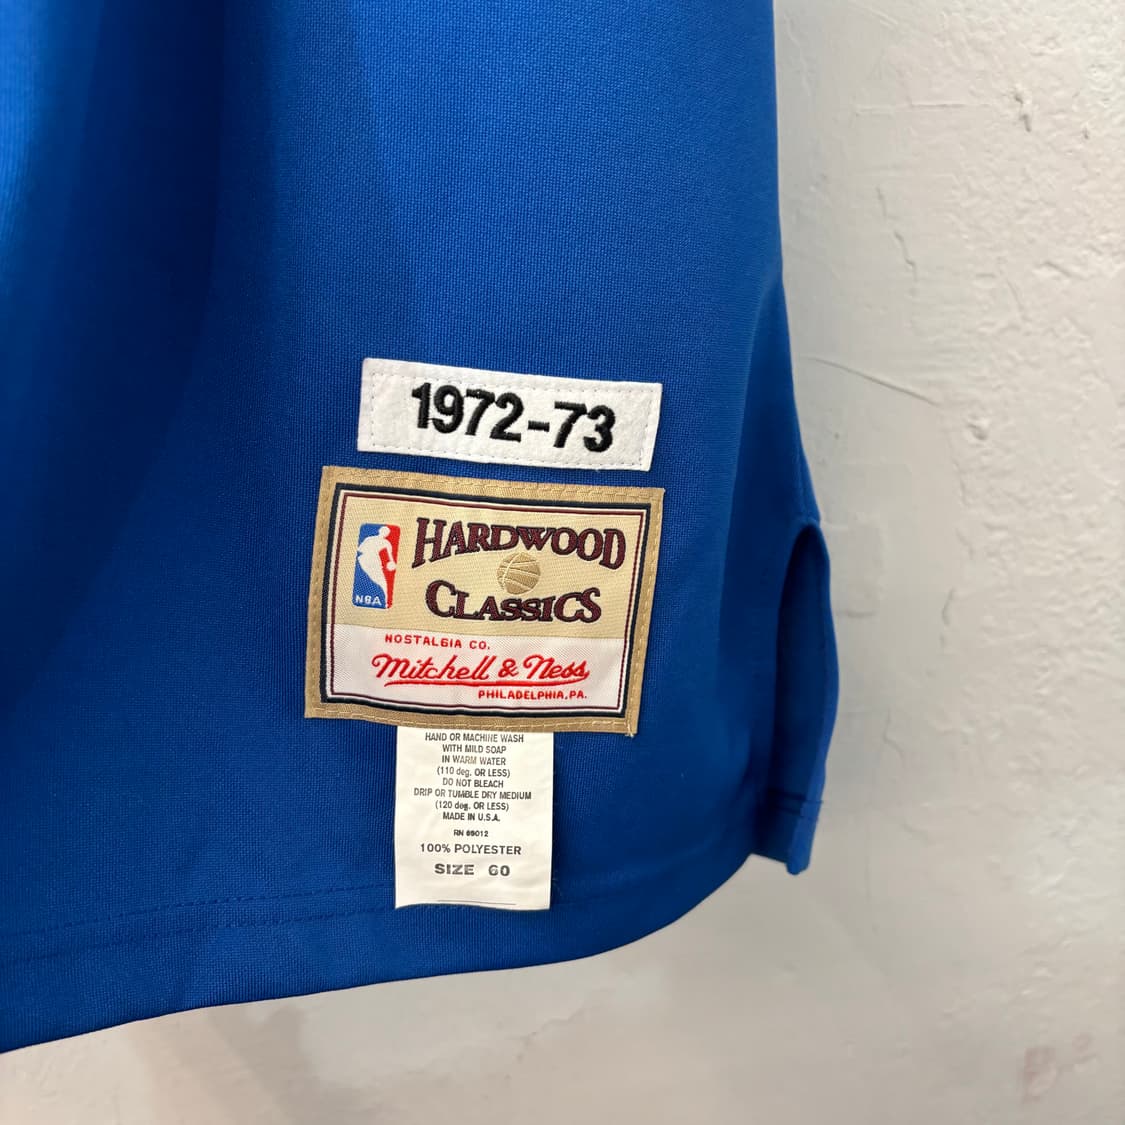 1972-73
HARDWOOD
CLASSICS
NBA
NOSTALGIA CO.
Mitchell & Ness
PHILADELPHIA, PA.
HAND OR MACHINE WASH
WITH MILD SOAP
IN WARM WATER
(110 deg. OR LESS)
DO NOT BLEACH
DRIP OR TUMBLE DRY MEDIUM
(120 deg. OR LESS)
MADE IN U.S.A.
RN 69012
100% POLYESTER
SIZE 60